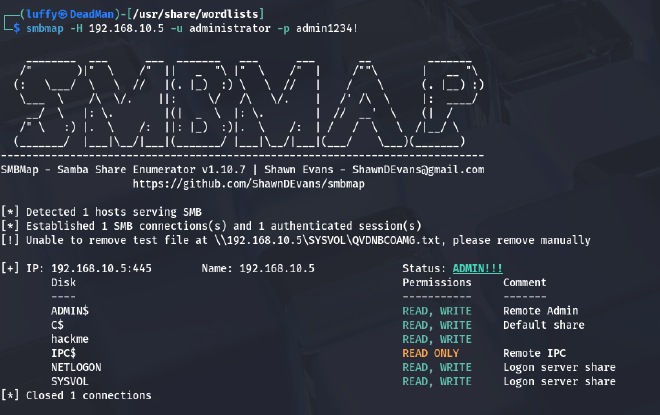 (luffy㉿DeadMan)-[/usr/share/wordlists]
$ smbmap -H 192.168.10.5 -u administrator -p admin1234!
SMBMAP
SMBMap - Samba Share Enumerator v1.10.7 | Shawn Evans - ShawnDEvans@gmail.com
https://github.com/ShawnDEvans/smbmap
[*] Detected 1 hosts serving SMB
[*] Established 1 SMB connections(s) and 1 authenticated session(s)
[!] Unable to remove test file at \\192.168.10.5\SYSVOL\QVDNBCOAMG.txt, please remove manually
[+] IP: 192.168.10.5:445 Name: 192.168.10.5 Status: ADMIN!!!
Disk Permissions Comment
---- ----------- -------
ADMIN$ READ, WRITE Remote Admin
C$ READ, WRITE Default share
hackme READ, WRITE
IPC$ READ ONLY Remote IPC
NETLOGON READ, WRITE Logon server share
SYSVOL READ, WRITE Logon server share
[*] Closed 1 connections